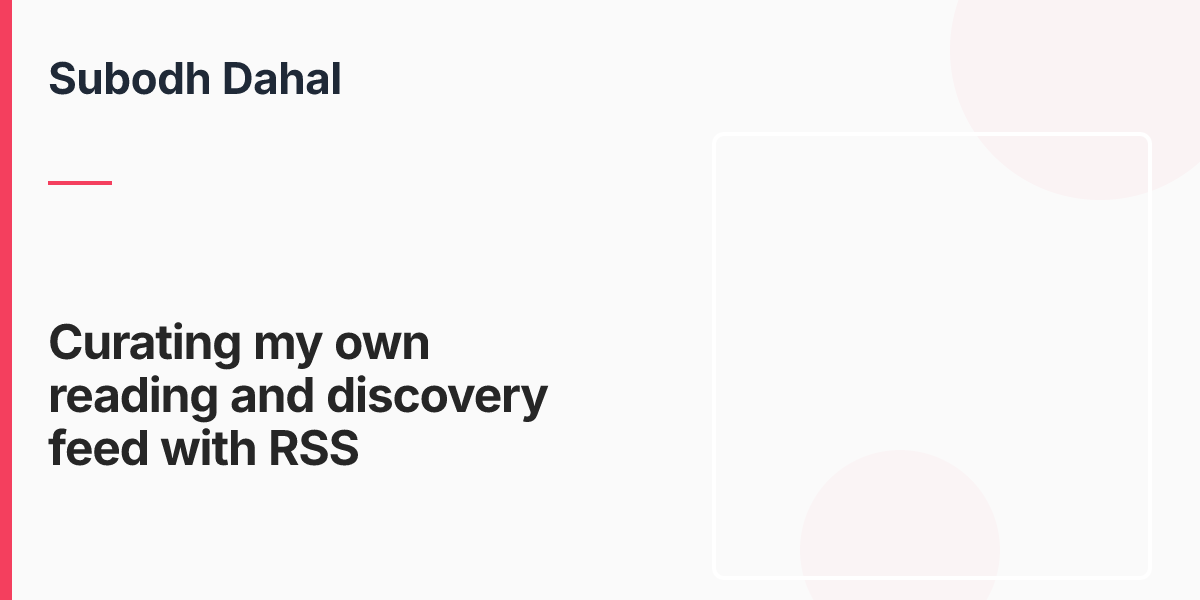 Subodh Dahal
Curating my own
reading and discovery
feed with RSS